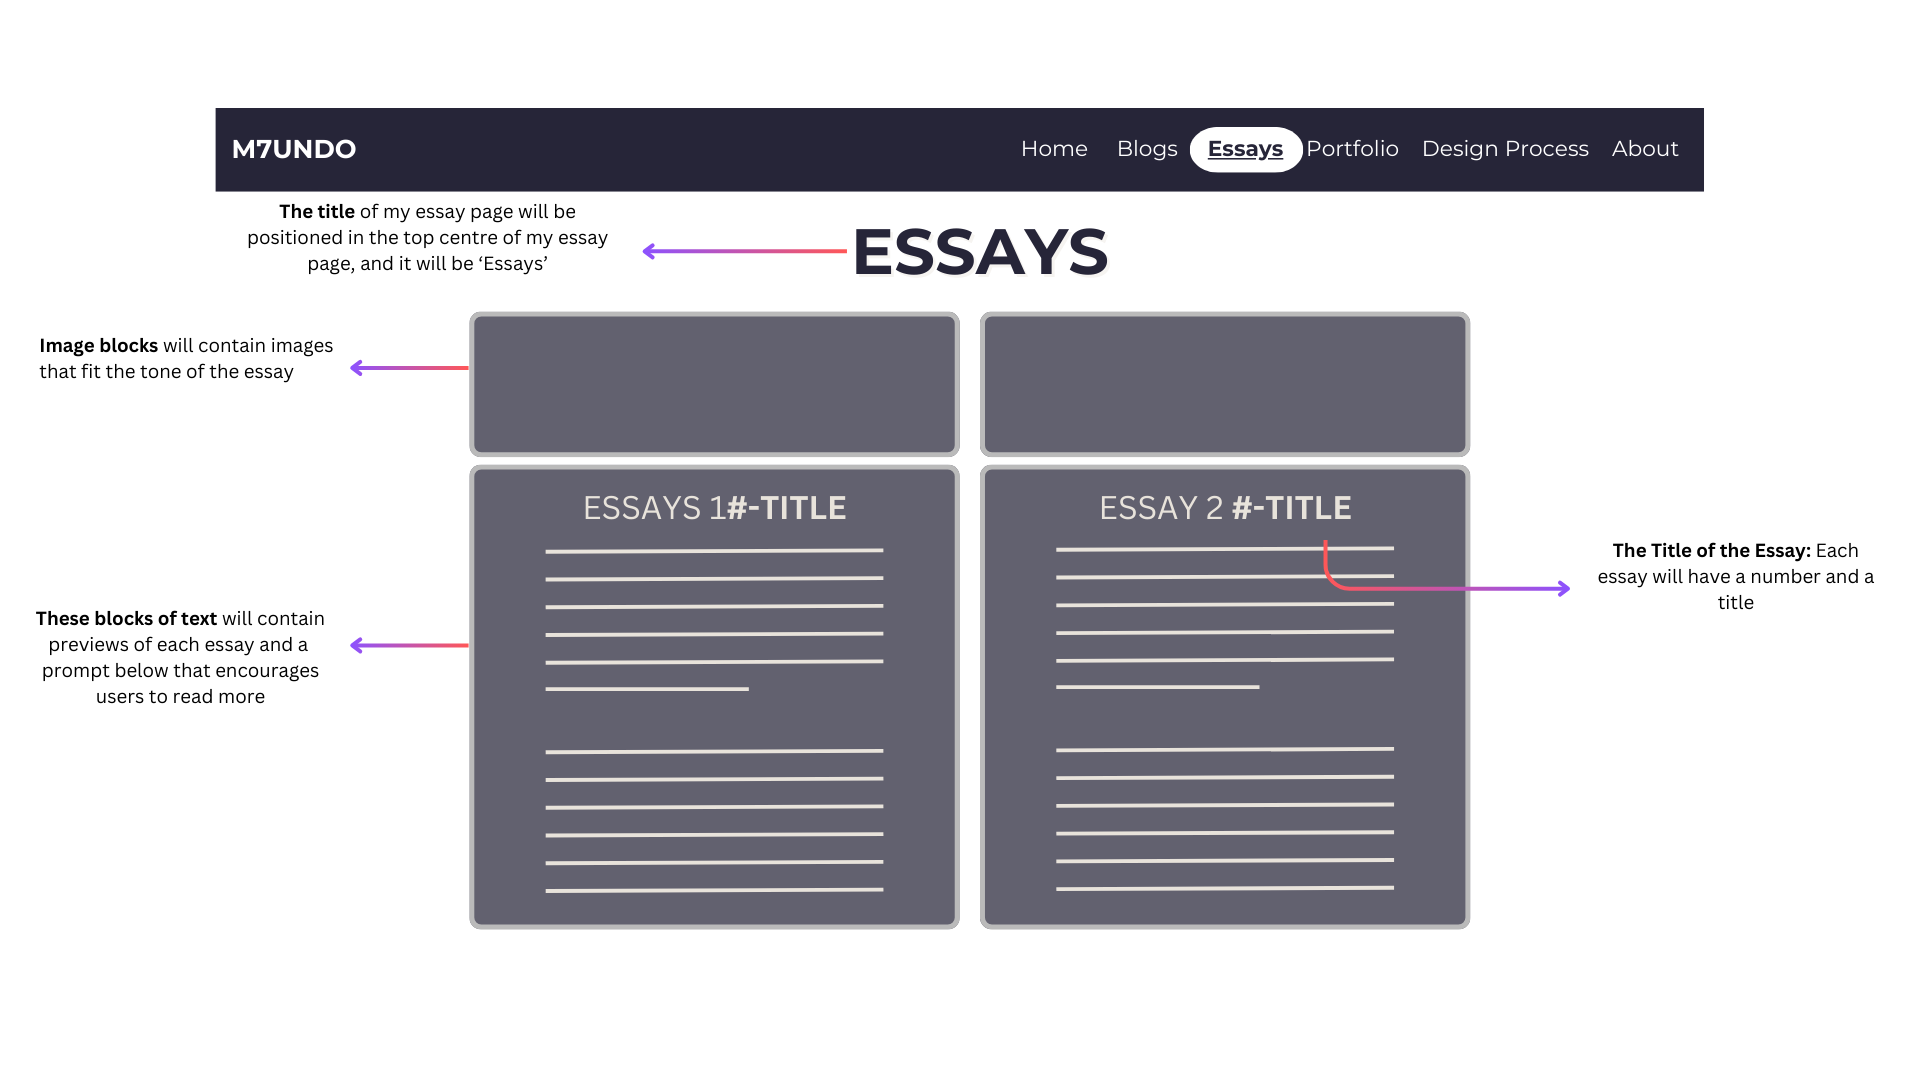 M7UNDO Home Blogs Essays Portfolio Design Process About
The title of my essay page will be
positioned in the top centre of my essay
page, and it will be ‘Essays’
ESSAYS
Image blocks will contain images
that fit the tone of the essay
ESSAYS 1#-TITLE
ESSAY 2 #-TITLE
The Title of the Essay: Each
essay will have a number and a
title
These blocks of text will contain
previews of each essay and a
prompt below that encourages
users to read more